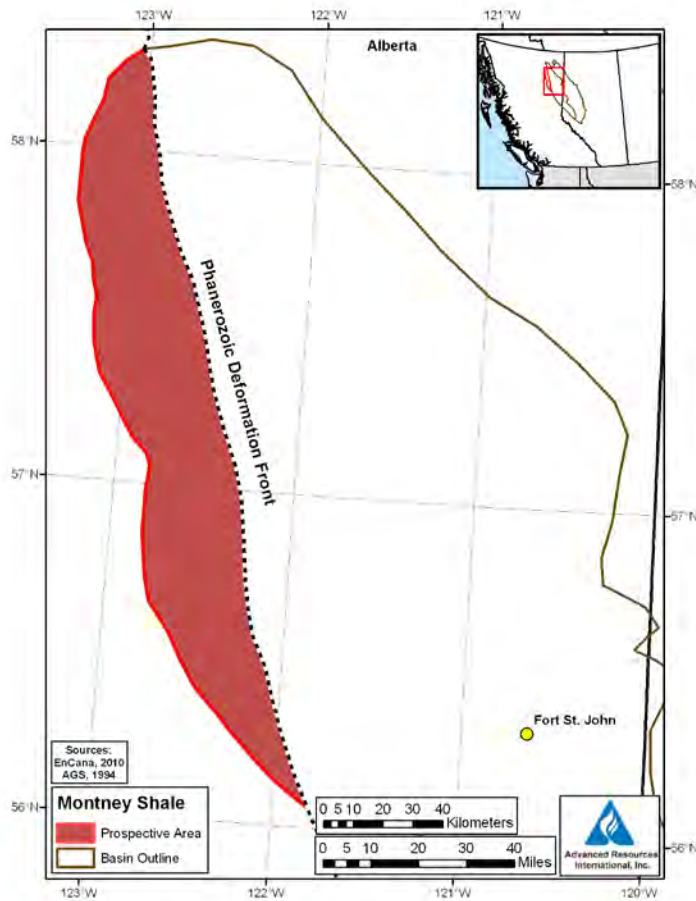 123°W
122°W
121°W
Alberta
58°N
58°N
Phanerozoic Deformation Front
57°N
57°N
Fort St. John
Sources:
EnCana, 2010
AGS, 1994
Montney Shale
Prospective Area
Basin Outline
0 5 10 20 30 40
Kilometers
0 5 10 20 30 40
Miles
Advanced Resources
International, Inc.
56°N
56°N
123°W
122°W
121°W
120°W